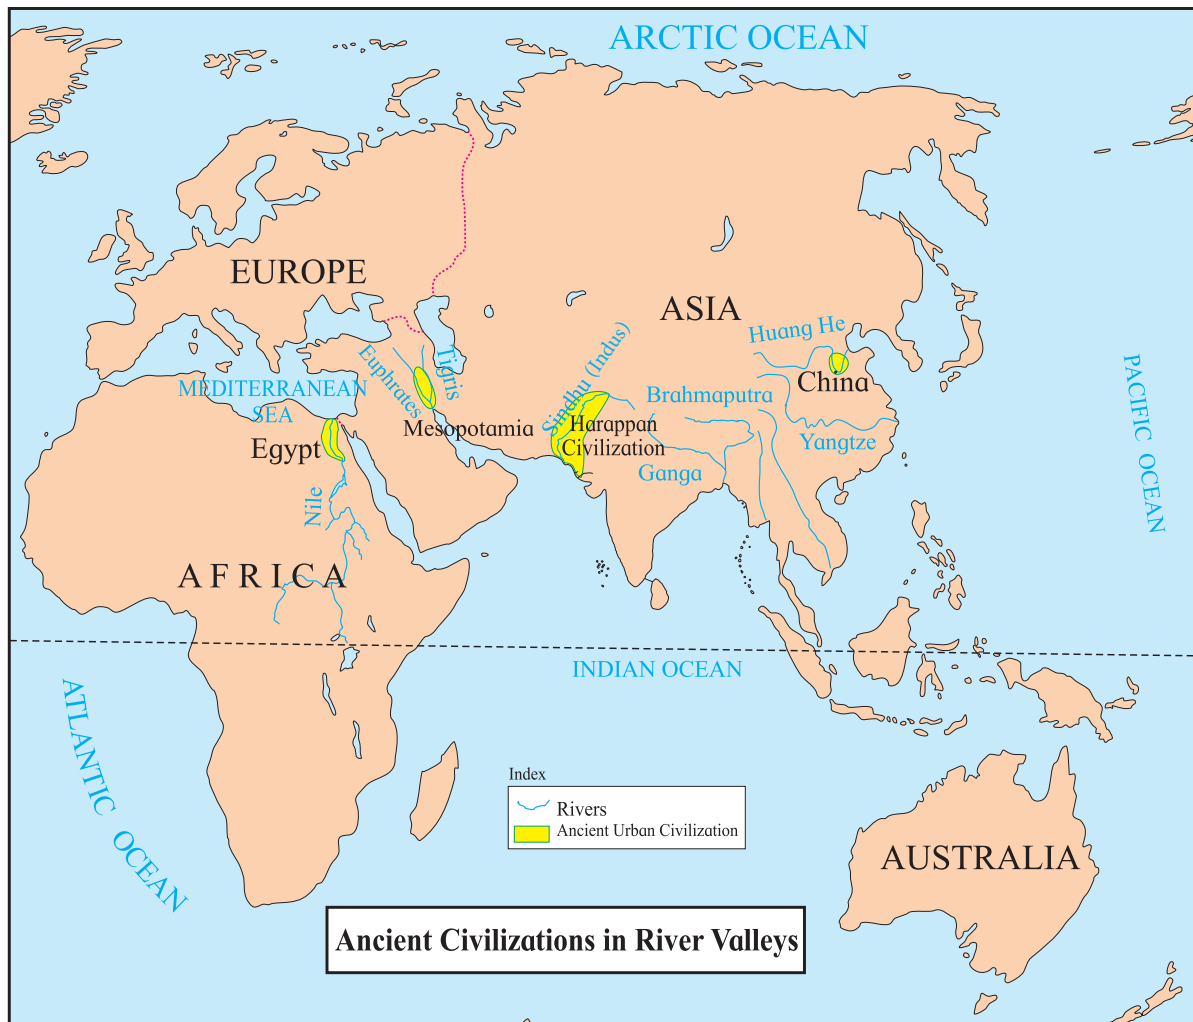 ARCTIC OCEAN
EUROPE
ASIA
Huang He
China
Tigris
Euphrates
Sindhu (Indus)
MEDITERRANEAN
SEA
Brahmaputra
Mesopotamia
Harappan
Civilization
Egypt
Yangtze
Ganga
PACIFIC OCEAN
Nile
AFRICA
INDIAN OCEAN
ATLANTIC OCEAN
Index
Rivers
Ancient Urban Civilization
AUSTRALIA
Ancient Civilizations in River Valleys